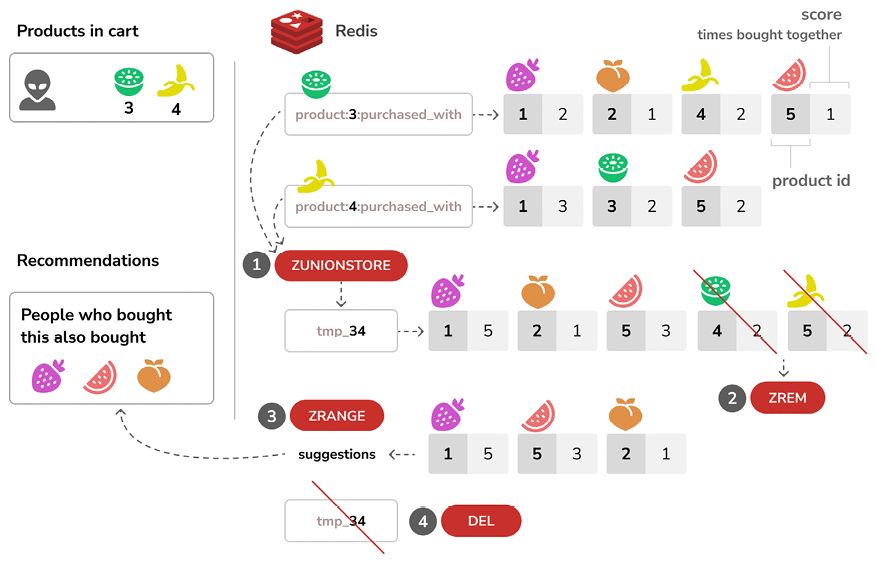 Products in cart
3
4
Redis
score
times bought together
product:3:purchased_with
1 2
2 1
4 2
5 1
product id
product:4:purchased_with
1 3
3 2
5 2
1 ZUNIONSTORE
tmp_34
1 5
2 1
5 3
4 2
5 2
2 ZREM
Recommendations
People who bought
this also bought
3 ZRANGE
suggestions
1 5
5 3
2 1
tmp_34
4 DEL